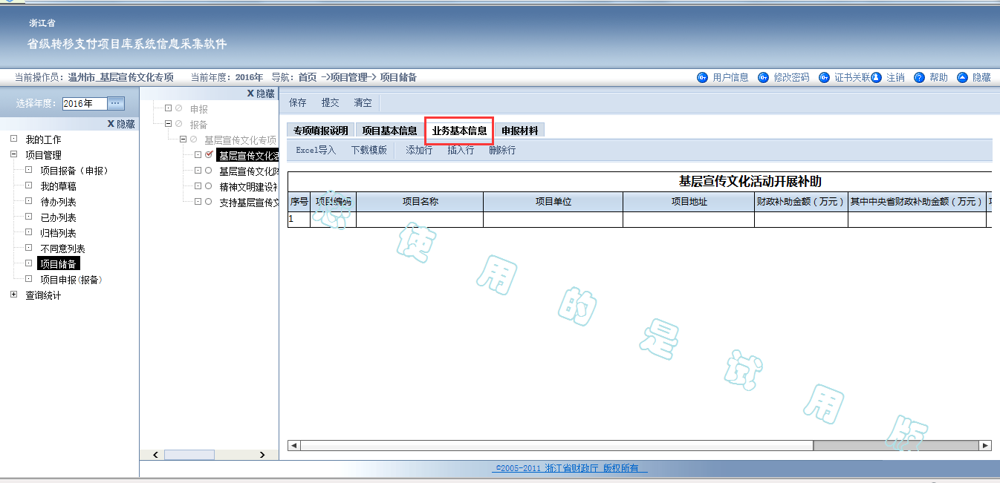 浙江省
省级转移支付项目库系统信息采集软件
当前操作员：温州市_基层宣传文化专项 当前年度：2016年 导航：首页 ->项目管理-> 项目储备
用户信息 修改密码 证书关联 注销 帮助 隐藏
选择年度： 2016年
X 隐藏
我的工作
项目管理
项目报备（申报）
我的草稿
待办列表
已办列表
归档列表
不同意列表
项目储备
项目申报(报备)
查询统计
X 隐藏
申报
报备
基层宣传文化专项
基层宣传文化活
基层宣传文化
精神文明建设
支持基层宣传文
保存 提交 清空
专项填报说明 项目基本信息 业务基本信息 申报材料
Excel导入 下载模版 添加行 插入行 删除行
基层宣传文化活动开展补助
序号 项目编码 项目名称 项目单位 项目地址 财政补助金额（万元） 其中中央省财政补助金额（万元）
1
您使用的是试用版
©2005-2011 浙江省财政厅 版权所有